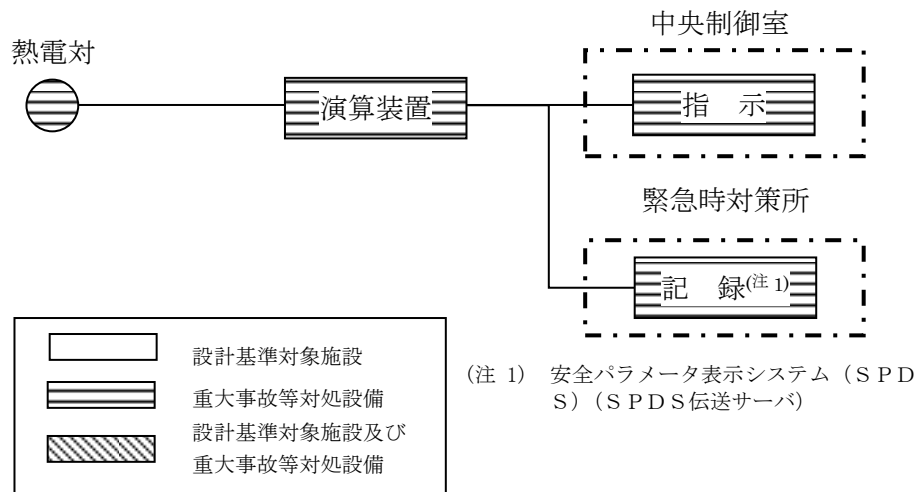 中央制御室
熱電対
演算装置
指　示
緊急時対策所
記　録(注 1)
設計基準対象施設
重大事故等対処設備
設計基準対象施設及び
重大事故等対処設備
(注 1)　安全パラメータ表示システム（ＳＰＤ
Ｓ）（ＳＰＤＳ伝送サーバ）